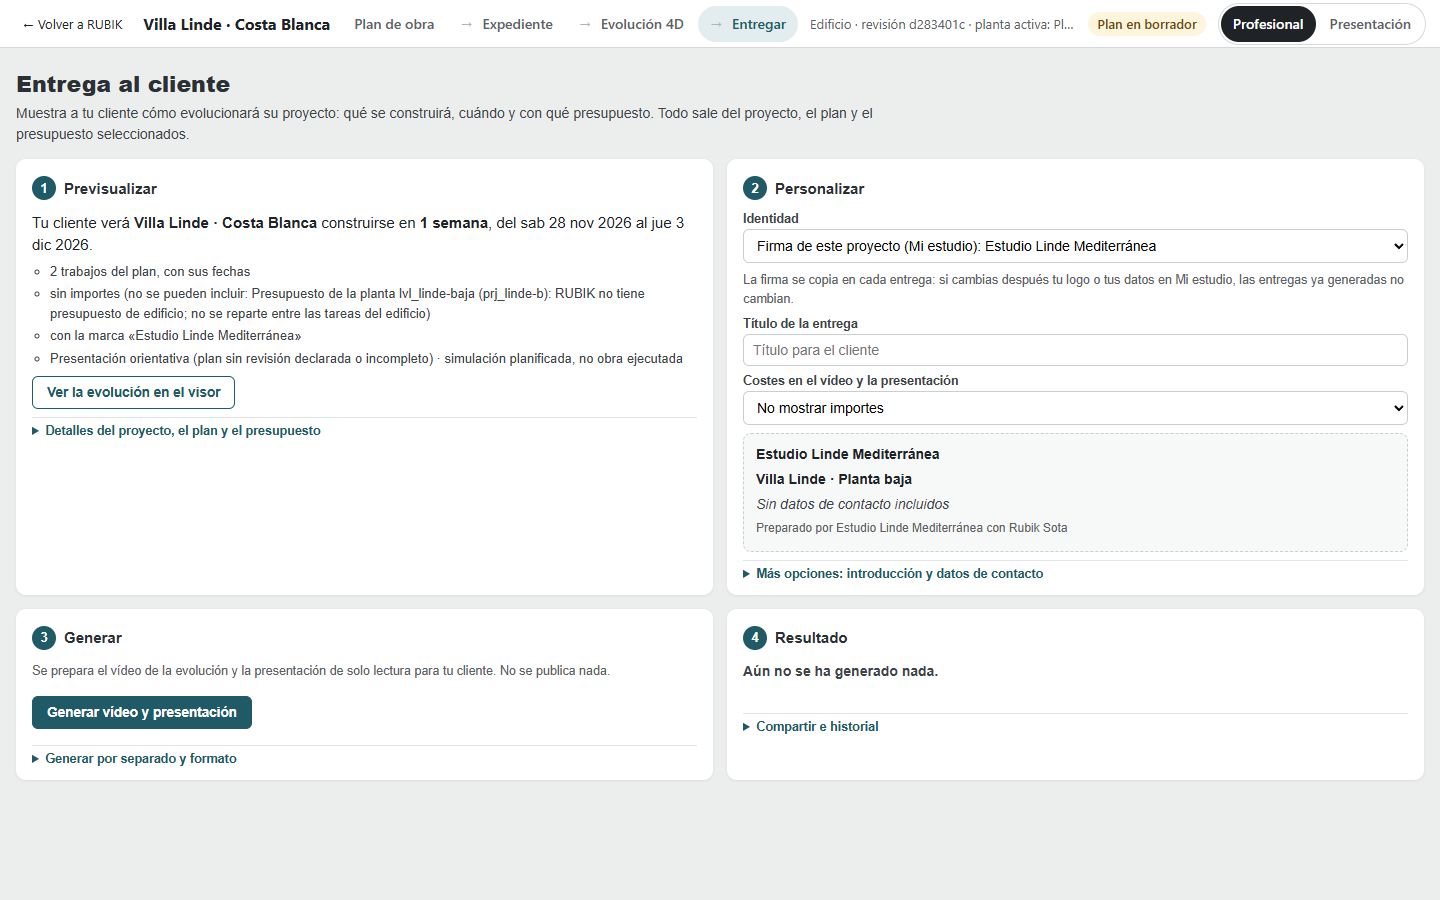 ← Volver a RUBIK
Villa Linde · Costa Blanca
Plan de obra
→ Expediente
→ Evolución 4D
→ Entregar
Edificio · revisión d283401c · planta activa: Pl...
Plan en borrador
Profesional
Presentación
Entrega al cliente
Muestra a tu cliente cómo evolucionará su proyecto: qué se construirá, cuándo y con qué presupuesto. Todo sale del proyecto, el plan y el
presupuesto seleccionados.
1 Previsualizar
Tu cliente verá Villa Linde · Costa Blanca construirse en 1 semana, del sab 28 nov 2026 al jue 3
dic 2026.
2 trabajos del plan, con sus fechas
sin importes (no se pueden incluir: Presupuesto de la planta lvl_linde-baja (prj_linde-b): RUBIK no tiene
presupuesto de edificio; no se reparte entre las tareas del edificio)
con la marca «Estudio Linde Mediterránea»
Presentación orientativa (plan sin revisión declarada o incompleto) · simulación planificada, no obra ejecutada
Ver la evolución en el visor
Detalles del proyecto, el plan y el presupuesto
2 Personalizar
Identidad
Firma de este proyecto (Mi estudio): Estudio Linde Mediterránea
La firma se copia en cada entrega: si cambias después tu logo o tus datos en Mi estudio, las entregas ya generadas no
cambian.
Título de la entrega
Título para el cliente
Costes en el vídeo y la presentación
No mostrar importes
Estudio Linde Mediterránea
Villa Linde · Planta baja
Sin datos de contacto incluidos
Preparado por Estudio Linde Mediterránea con Rubik Sota
Más opciones: introducción y datos de contacto
3 Generar
Se prepara el vídeo de la evolución y la presentación de solo lectura para tu cliente. No se publica nada.
Generar vídeo y presentación
Generar por separado y formato
4 Resultado
Aún no se ha generado nada.
Compartir e historial